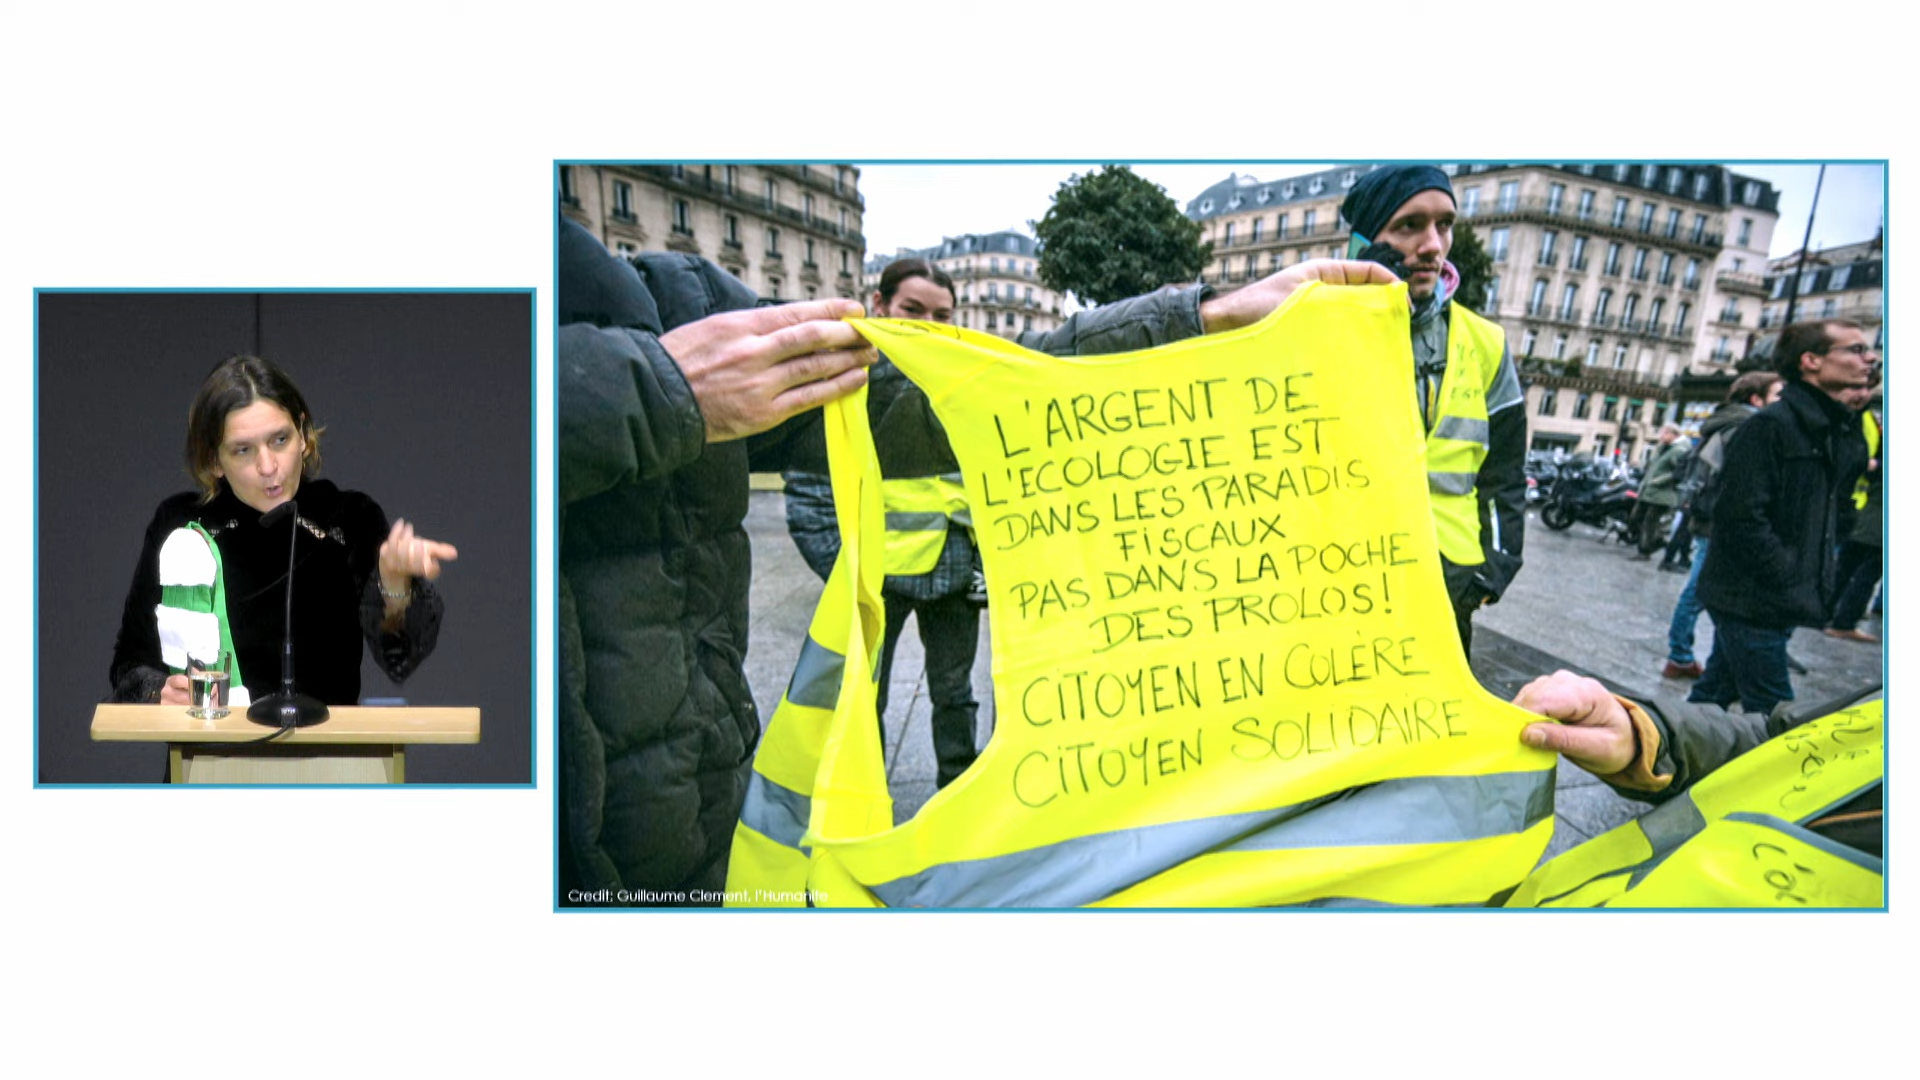 L'ARGENT DE
L'ECOLOGIE EST
DANS LES PARADIS
FISCAUX
PAS DANS LA POCHE
DES PROLOS!
CITOYEN EN COLÈRE
CITOYEN SOLIDAIRE
Credit: Guillaume Clement, l'Humanite